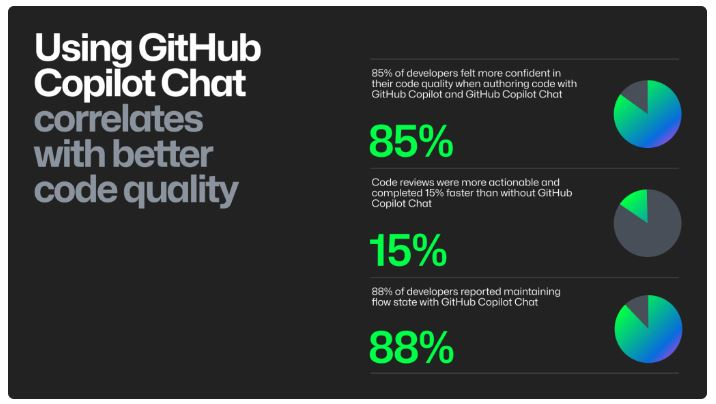 Using GitHub
Copilot Chat
correlates
with better
code quality
85% of developers felt more confident in
their code quality when authoring code with
GitHub Copilot and GitHub Copilot Chat
85%
Code reviews were more actionable and
completed 15% faster than without GitHub
Copilot Chat
15%
88% of developers reported maintaining
flow state with GitHub Copilot Chat
88%